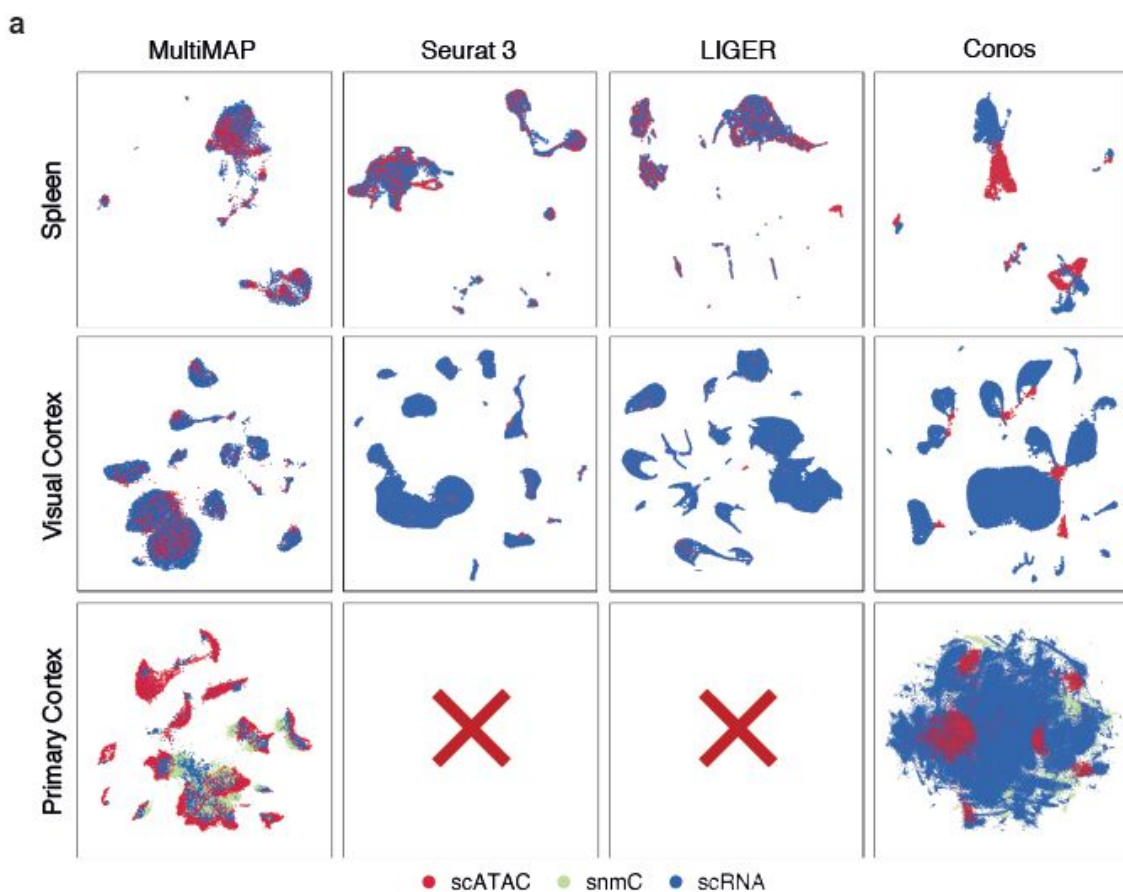 a
MultiMAP Seurat 3 LIGER Conos
Spleen
Visual Cortex
Primary Cortex
scATAC snmC scRNA